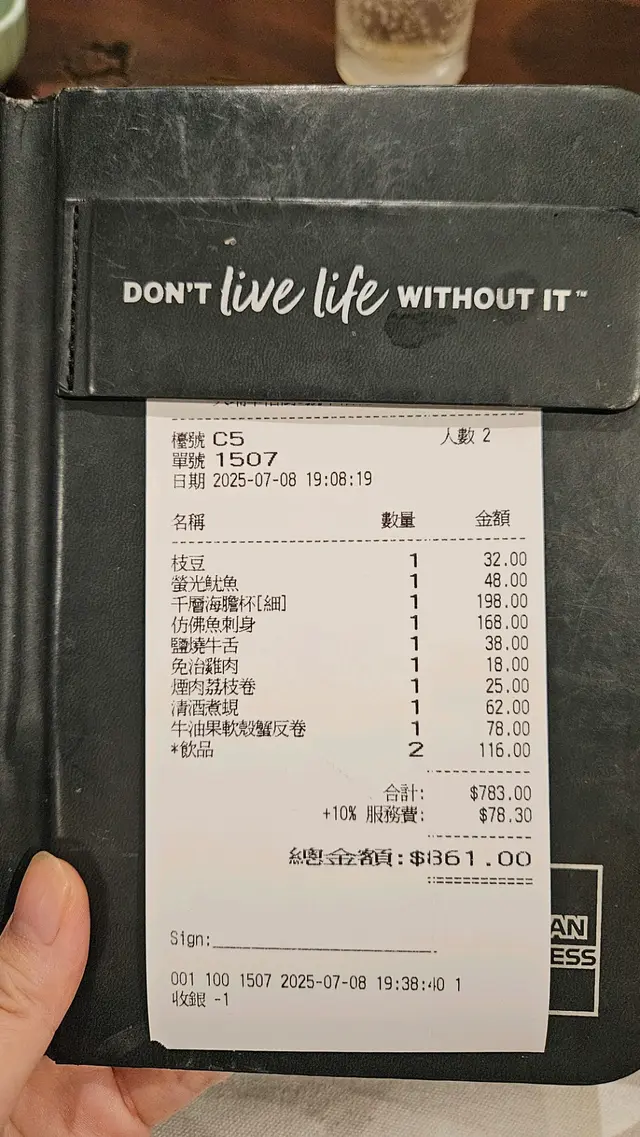 DON'T live life WITHOUT IT™
檯號 C5 人數 2
單號 1507
日期 2025-07-08 19:08:19
名稱 數量 金額
枝豆 1 32.00
螢光魷魚 1 48.00
千層海膽杯[細] 1 198.00
仿佛魚刺身 1 168.00
鹽燒牛舌 1 38.00
免治雞肉 1 18.00
煙肉荔枝卷 1 25.00
清酒煮蜆 1 62.00
牛油果軟殼蟹反卷 1 78.00
*飲品 2 116.00
合計: $783.00
+10% 服務費: $78.30
總金額:$861.00
Sign:
AN
ESS
001 100 1507 2025-07-08 19:38:40 1
收銀 -1